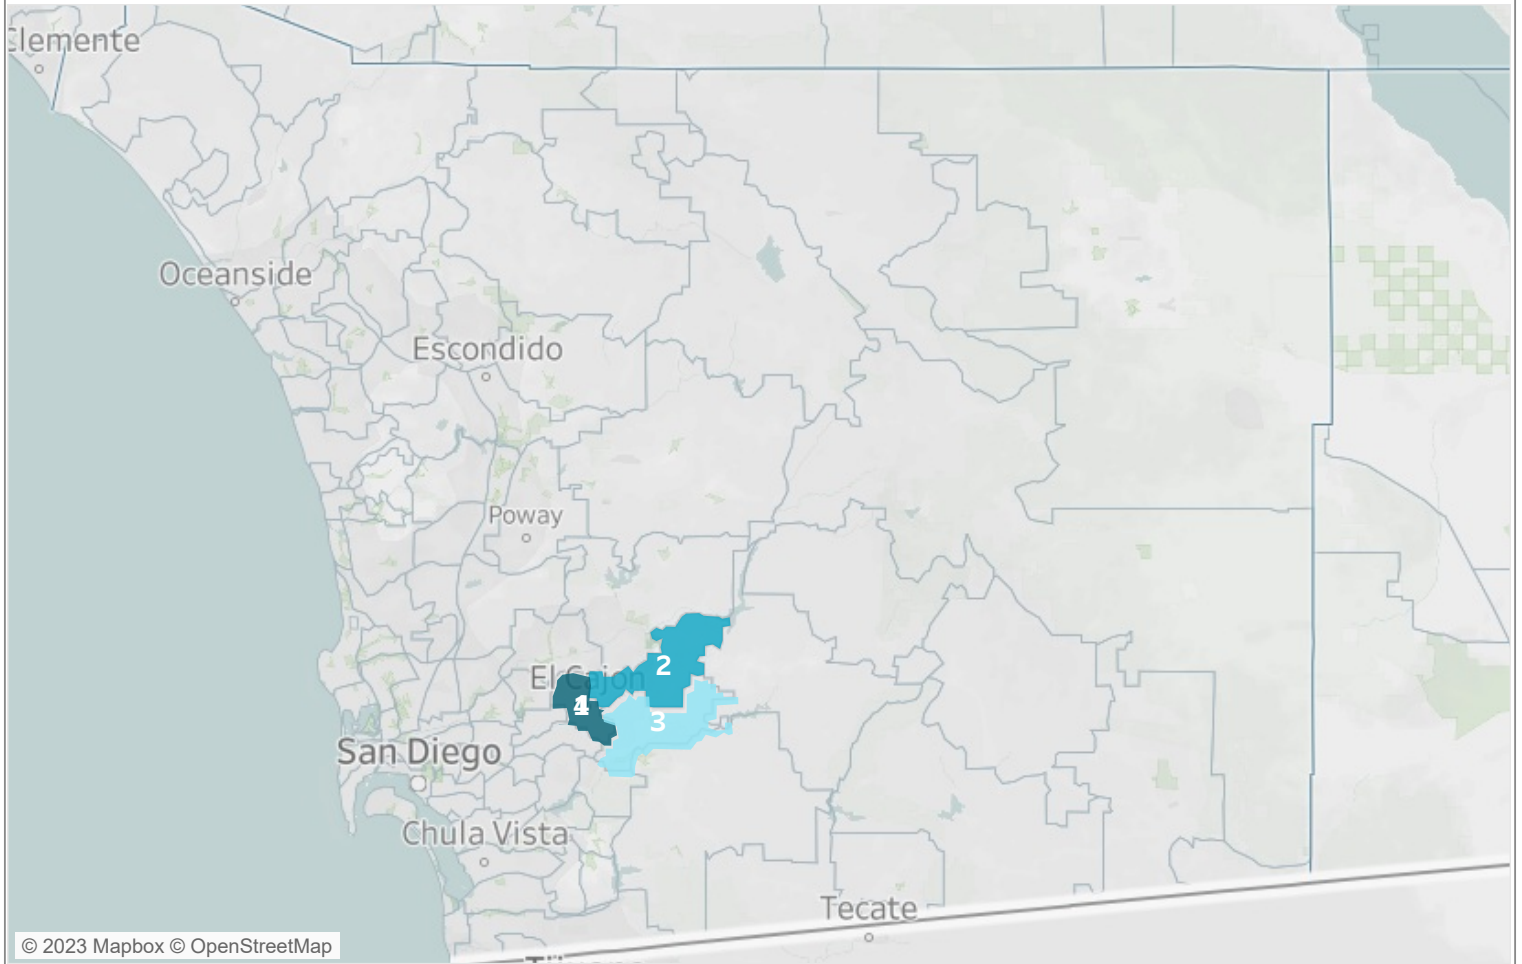 Clemente
Oceanside
Escondido
Poway
2
El Cajon
3
San Diego
Chula Vista
Tecate
© 2023 Mapbox © OpenStreetMap